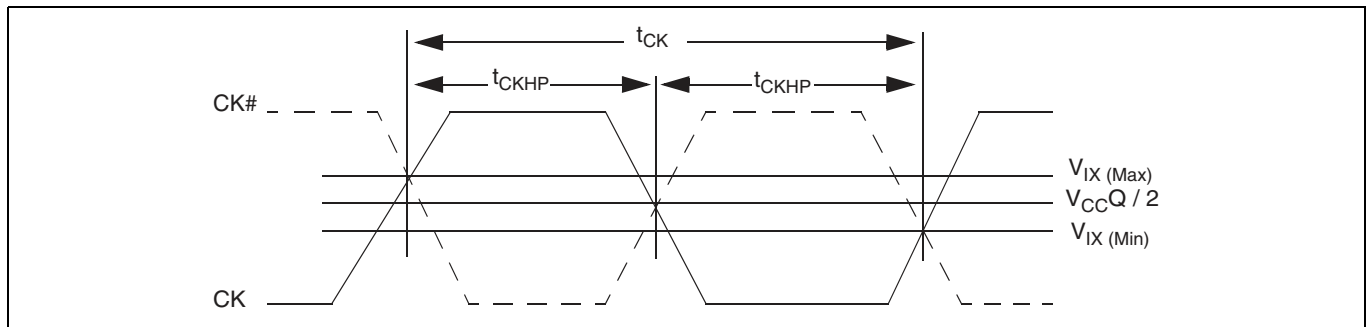 tCK
tCKHP tCKHP
CK#
VIX (Max)
VCCQ / 2
VIX (Min)
CK